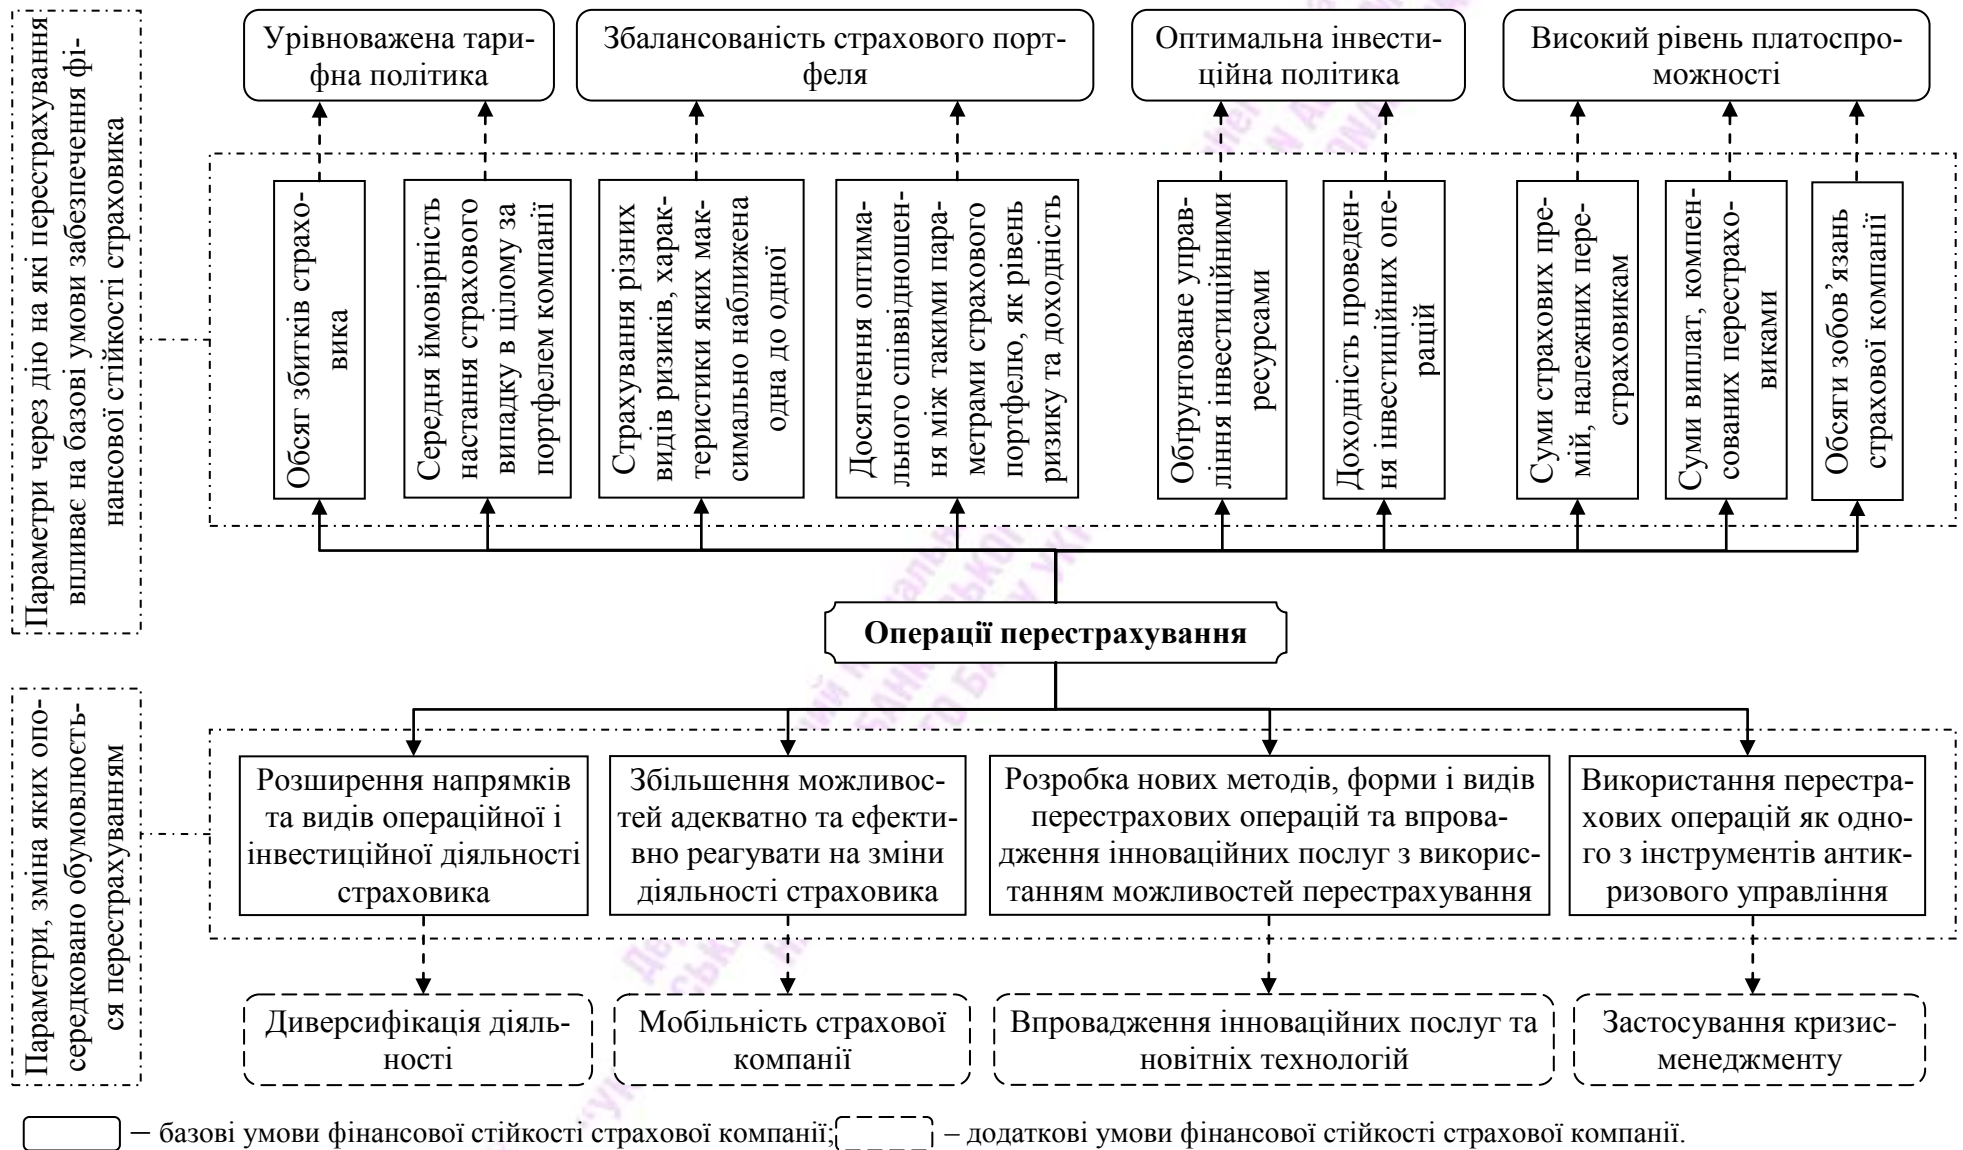 Параметри через дію на які перестрахування
впливає на базові умови забезпечення фі-
нансової стійкості страховика
Урівноважена тари-
фна політика
Збалансованість страхового порт-
феля
Оптимальна інвести-
ційна політика
Високий рівень платоспро-
можності
Обсяг збитків страхо-
вика
Середня ймовірність
настання страхового
випадку в цілому за
портфелем компанії
Страхування різних
видів ризиків, харак-
теристики яких мак-
симально наближена
одна до одної
Досягнення оптима-
льного співвідношен-
ня між такими пара-
метрами страхового
портфелю, як рівень
ризику та доходність
Обґрунтоване управ-
ління інвестиційними
ресурсами
Доходність проведен-
ня інвестиційних опе-
рацій
Суми страхових пре-
мій, належних пере-
страховикам
Суми виплат, компен-
сованих перестрахо-
виками
Обсяги зобов’язань
страхової компанії
Операції перестрахування
Параметри, зміна яких опо-
середковано обумовлюєть-
ся перестрахуванням
Розширення напрямків
та видів операційної і
інвестиційної діяльності
страховика
Збільшення можливос-
тей адекватно та ефекти-
вно реагувати на зміни
діяльності страховика
Розробка нових методів, форми і видів
перестрахових операцій та впрова-
дження інноваційних послуг з викорис-
танням можливостей перестрахування
Використання перестра-
хових операцій як одно-
го з інструментів антик-
ризового управління
Диверсифікація діяль-
ності
Мобільність страхової
компанії
Впровадження інноваційних послуг та
новітніх технологій
Застосування кризис-
менеджменту
– базові умови фінансової стійкості страхової компанії; – додаткові умови фінансової стійкості страхової компанії.